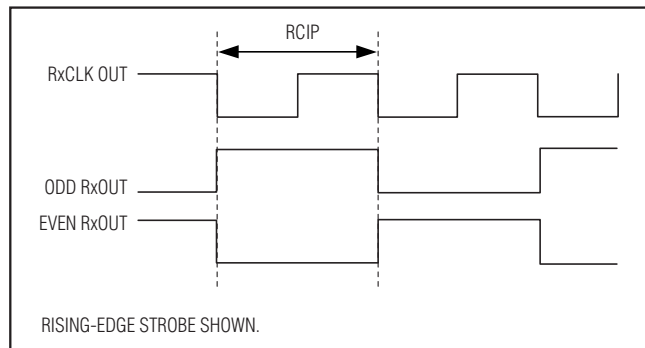 RCIP
RxCLK OUT
ODD RxOUT
EVEN RxOUT
RISING-EDGE STROBE SHOWN.